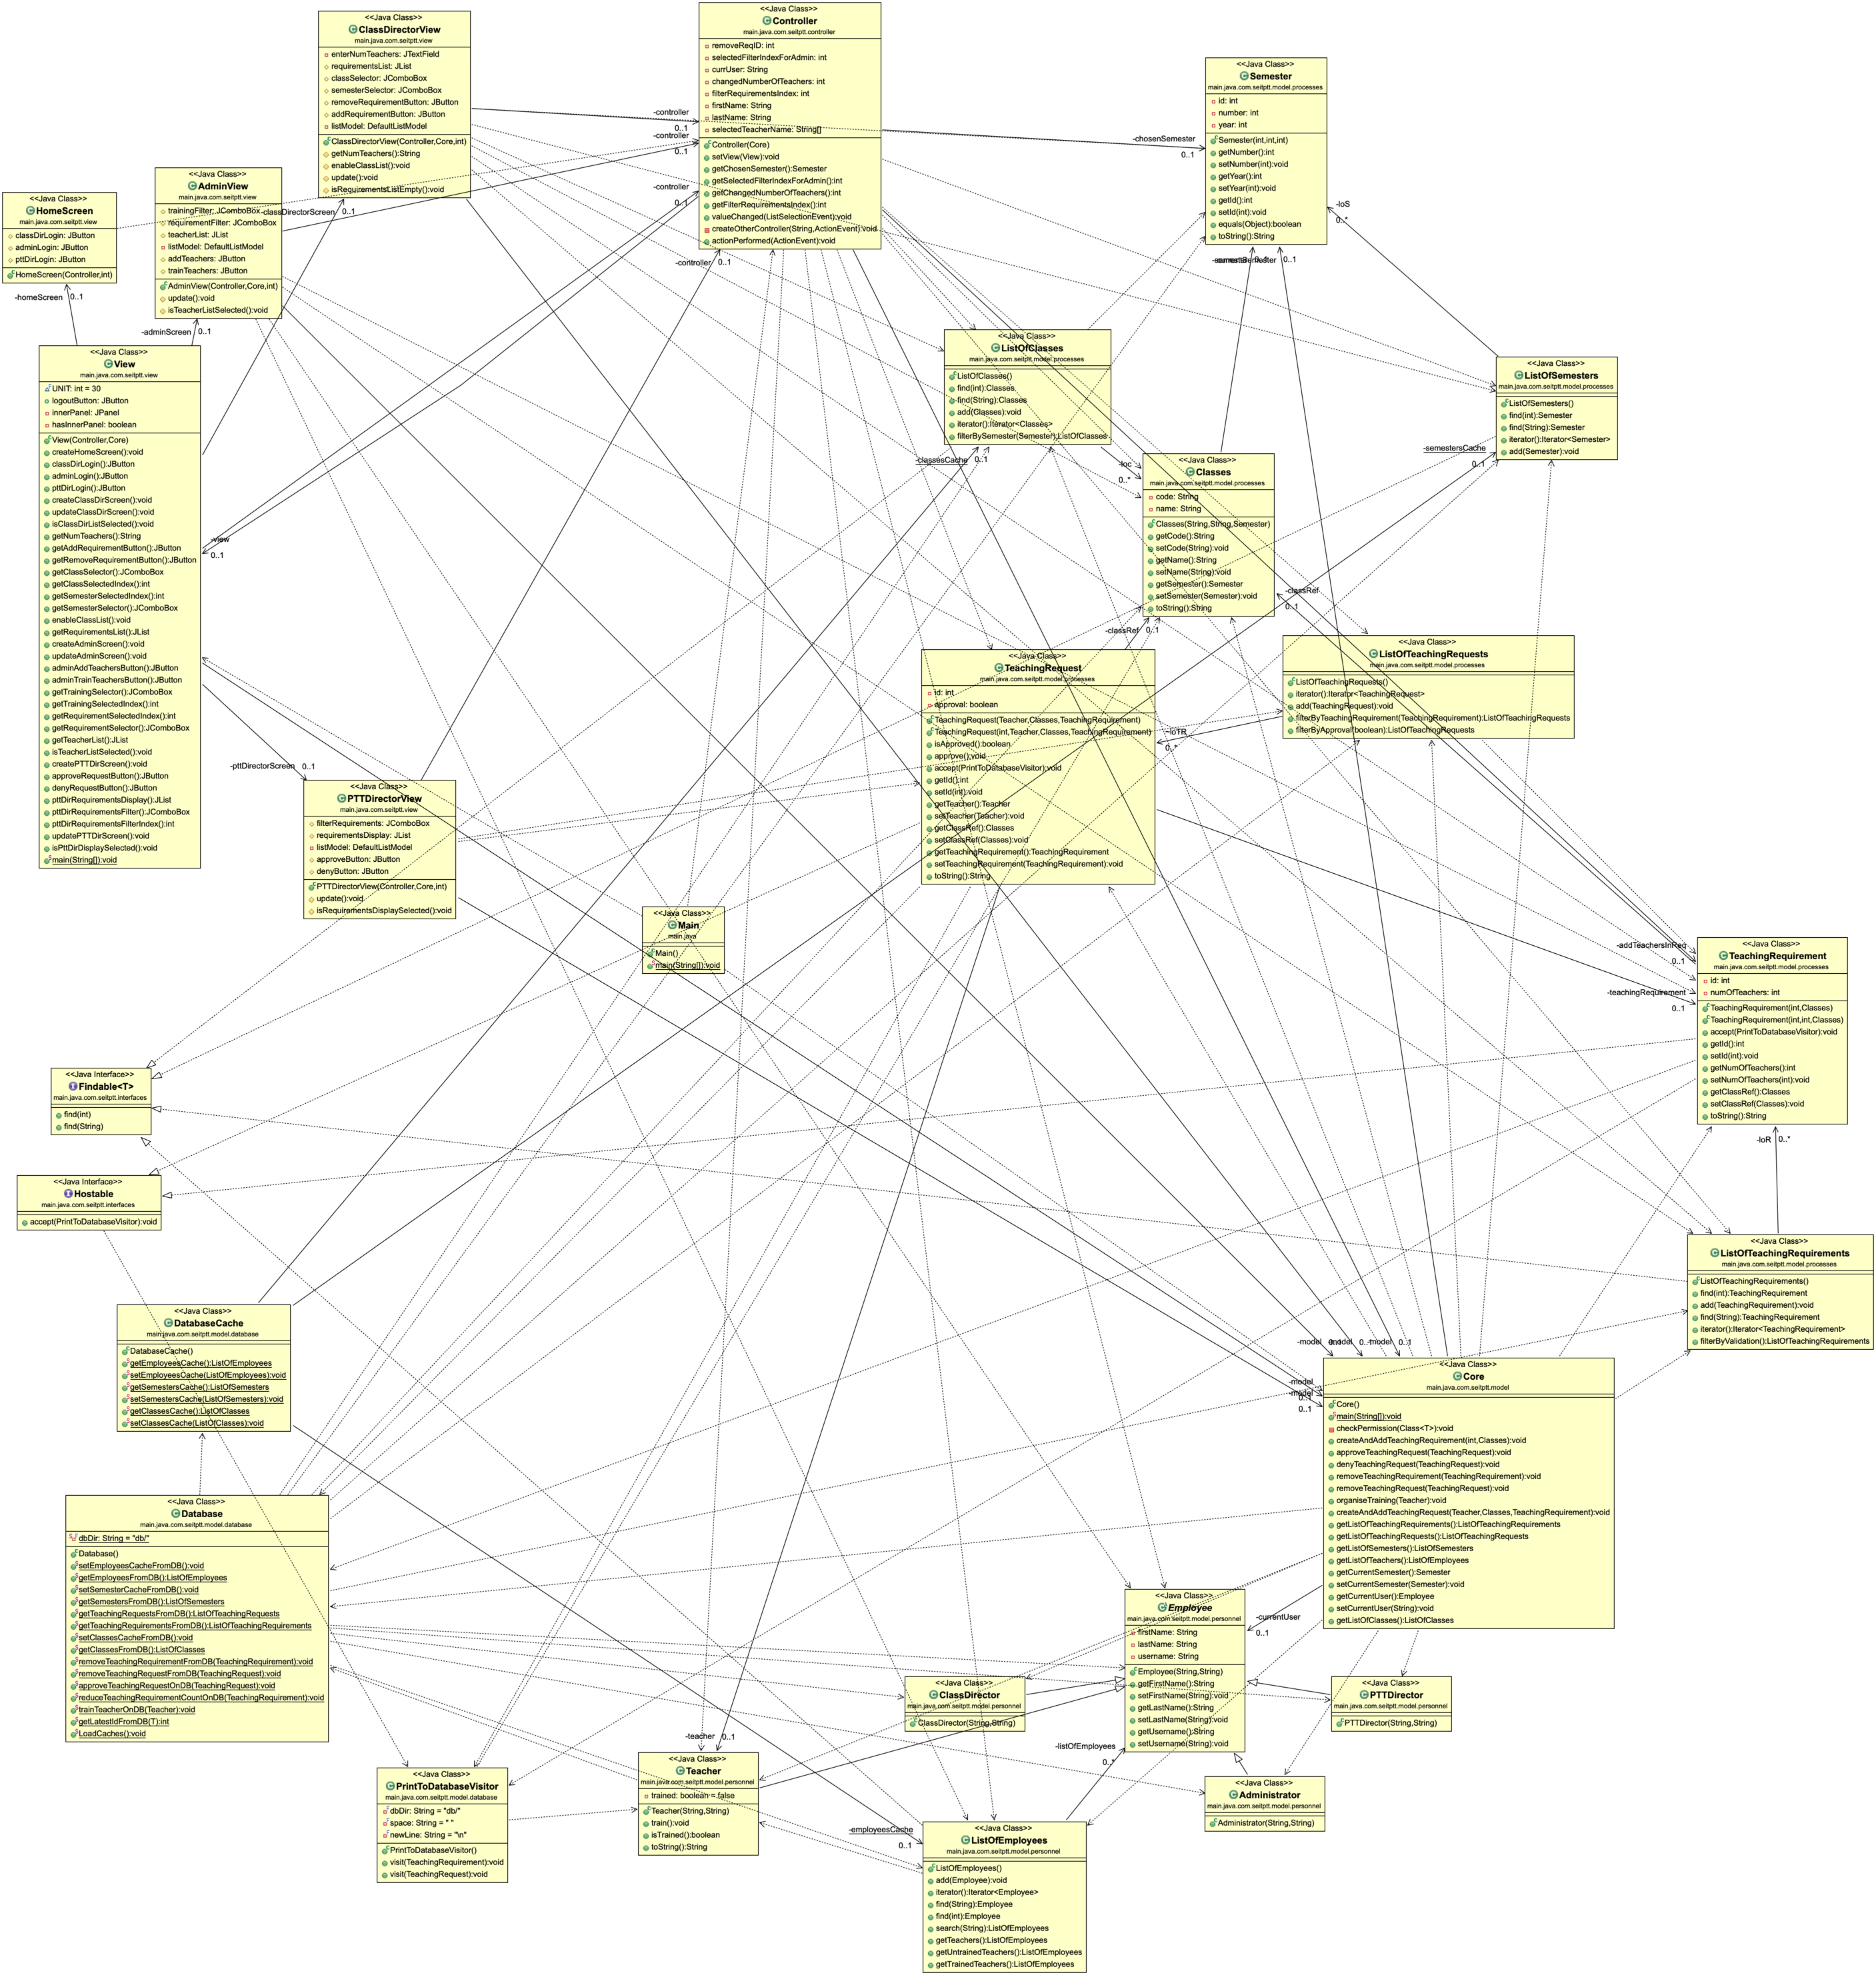 <<Java Class>>
ClassDirectorView
main.java.com.seitptt.view
enterNumTeachers: JTextField
requirementsList: JList
classSelector: JComboBox
semesterSelector: JComboBox
removeRequirementButton: JButton
addRequirementButton: JButton
listModel: DefaultListModel
ClassDirectorView(Controller,Core,int)
getNumTeachers():String
enableClassList():void
update():void
isRequirementsListEmpty():void
<<Java Class>>
Controller
main.java.com.seitptt.controller
removeReqID: int
selectedFilterIndexForAdmin: int
currUser: String
changedNumberOfTeachers: int
filterRequirementsIndex: int
firstName: String
lastName: String
selectedTeacherName: String[]
Controller(Core)
setView(View):void
getChosenSemester():Semester
getSelectedFilterIndexForAdmin():int
getChangedNumberOfTeachers():int
getFilterRequirementsIndex():int
valueChanged(ListSelectionEvent):void
createOtherController(String,ActionEvent):void
actionPerformed(ActionEvent):void
<<Java Class>>
Semester
main.java.com.seitptt.model.processes
id: int
number: int
year: int
Semester(int,int,int)
getNumber():int
setNumber(int):void
getYear():int
setYear(int):void
getId():int
setId(int):void
equals(Object):boolean
toString():String
<<Java Class>>
AdminView
main.java.com.seitptt.view
trainingFilter: JComboBox
requirementFilter: JComboBox
teacherList: JList
listModel: DefaultListModel
addTeachers: JButton
trainTeachers: JButton
AdminView(Controller,Core,int)
update():void
isTeacherListSelected():void
<<Java Class>>
HomeScreen
main.java.com.seitptt.view
classDirLogin: JButton
adminLogin: JButton
pttDirLogin: JButton
HomeScreen(Controller,int)
-controller
0..1
-controller
0..1
-controller
0..1
-controller
0..1
-chosenSemester
0..1
-classDirectorScreen
0..1
-homeScreen
0..1
-adminScreen
0..1
-loS
0..*
<<Java Class>>
View
main.java.com.seitptt.view
UNIT: int = 30
logoutButton: JButton
innerPanel: JPanel
hasInnerPanel: boolean
View(Controller,Core)
createHomeScreen():void
classDirLogin():JButton
adminLogin():JButton
pttDirLogin():JButton
createClassDirScreen():void
updateClassDirScreen():void
isClassDirListSelected():void
getNumTeachers():String
getAddRequirementButton():JButton
getRemoveRequirementButton():JButton
getClassSelector():JComboBox
getClassSelectedIndex():int
getSemesterSelectedIndex():int
getSemesterSelector():JComboBox
enableClassList():void
getRequirementsList():JList
createAdminScreen():void
updateAdminScreen():void
adminAddTeachersButton():JButton
adminTrainTeachersButton():JButton
getTrainingSelector():JComboBox
getTrainingSelectedIndex():int
getRequirementSelectedIndex():int
getRequirementSelector():JComboBox
getTeacherList():JList
isTeacherListSelected():void
createPTTDirScreen():void
approveRequestButton():JButton
denyRequestButton():JButton
pttDirRequirementsDisplay():JList
pttDirRequirementsFilter():JComboBox
pttDirRequirementsFilterIndex():int
updatePTTDirScreen():void
isPttDirDisplaySelected():void
main(String[]):void
<<Java Class>>
ListOfClasses
main.java.com.seitptt.model.processes
ListOfClasses()
find(int):Classes
find(String):Classes
add(Classes):void
iterator():Iterator<Classes>
filterBySemester(Semester):ListOfClasses
<<Java Class>>
ListOfSemesters
main.java.com.seitptt.model.processes
ListOfSemesters()
find(int):Semester
find(String):Semester
iterator():Iterator<Semester>
add(Semester):void
-classesCache
0..1
-loc
0..*
-semestersCache
0..1
<<Java Class>>
Classes
main.java.com.seitptt.model.processes
code: String
name: String
Classes(String,String,Semester)
getCode():String
setCode(String):void
getName():String
setName(String):void
getSemester():Semester
setSemester(Semester):void
toString():String
-view
0..1
-classRef
0..1
-classRef
0..1
<<Java Class>>
ListOfTeachingRequests
main.java.com.seitptt.model.processes
ListOfTeachingRequests()
iterator():Iterator<TeachingRequest>
add(TeachingRequest):void
filterByTeachingRequirement(TeachingRequirement):ListOfTeachingRequests
filterByApproval(boolean):ListOfTeachingRequests
<<Java Class>>
TeachingRequest
main.java.com.seitptt.model.processes
id: int
approval: boolean
TeachingRequest(Teacher,Classes,TeachingRequirement)
TeachingRequest(int,Teacher,Classes,TeachingRequirement)
isApproved():boolean
approve():void
accept(PrintToDatabaseVisitor):void
getId():int
setId(int):void
getTeacher():Teacher
setTeacher(Teacher):void
getClassRef():Classes
setClassRef(Classes):void
getTeachingRequirement():TeachingRequirement
setTeachingRequirement(TeachingRequirement):void
toString():String
-loTR
0..*
-pttDirectorScreen
0..1
<<Java Class>>
PTTDirectorView
main.java.com.seitptt.view
filterRequirements: JComboBox
requirementsDisplay: JList
listModel: DefaultListModel
approveButton: JButton
denyButton: JButton
PTTDirectorView(Controller,Core,int)
update():void
isRequirementsDisplaySelected():void
<<Java Class>>
Main
main.java
Main()
main(String[]):void
-addTeachersInReq
0..1
-teachingRequirement
0..1
<<Java Class>>
TeachingRequirement
main.java.com.seitptt.model.processes
id: int
numOfTeachers: int
TeachingRequirement(int,Classes)
TeachingRequirement(int,int,Classes)
accept(PrintToDatabaseVisitor):void
getId():int
setId(int):void
getNumOfTeachers():int
setNumOfTeachers(int):void
getClassRef():Classes
setClassRef(Classes):void
toString():String
-loR
0..*
<<Java Interface>>
Findable<T>
main.java.com.seitptt.interfaces
find(int)
find(String)
<<Java Interface>>
Hostable
main.java.com.seitptt.interfaces
accept(PrintToDatabaseVisitor):void
<<Java Class>>
ListOfTeachingRequirements
main.java.com.seitptt.model.processes
ListOfTeachingRequirements()
find(int):TeachingRequirement
add(TeachingRequirement):void
find(String):TeachingRequirement
iterator():Iterator<TeachingRequirement>
filterByValidation():ListOfTeachingRequirements
<<Java Class>>
DatabaseCache
main.java.com.seitptt.model.database
DatabaseCache()
getEmployeesCache():ListOfEmployees
setEmployeesCache(ListOfEmployees):void
getSemestersCache():ListOfSemesters
setSemestersCache(ListOfSemesters):void
getClassesCache():ListOfClasses
setClassesCache(ListOfClasses):void
-model
-model
0..1
-model
-model
0..1
<<Java Class>>
Core
main.java.com.seitptt.model
Core()
main(String[]):void
checkPermission(Class<T>):void
createAndAddTeachingRequirement(int,Classes):void
approveTeachingRequest(TeachingRequest):void
denyTeachingRequest(TeachingRequest):void
removeTeachingRequirement(TeachingRequirement):void
removeTeachingRequest(TeachingRequest):void
organiseTraining(Teacher):void
createAndAddTeachingRequest(Teacher,Classes,TeachingRequirement):void
getListOfTeachingRequirements():ListOfTeachingRequirements
getListOfTeachingRequests():ListOfTeachingRequests
getListOfSemesters():ListOfSemesters
getListOfTeachers():ListOfEmployees
getCurrentSemester():Semester
setCurrentSemester(Semester):void
getCurrentUser():Employee
setCurrentUser(String):void
getListOfClasses():ListOfClasses
<<Java Class>>
Database
main.java.com.seitptt.model.database
dbDir: String = "db/"
Database()
setEmployeesCacheFromDB():void
getEmployeesFromDB():ListOfEmployees
setSemesterCacheFromDB():void
getSemestersFromDB():ListOfSemesters
getTeachingRequestsFromDB():ListOfTeachingRequests
getTeachingRequirementsFromDB():ListOfTeachingRequirements
setClassesCacheFromDB():void
getClassesFromDB():ListOfClasses
removeTeachingRequirementFromDB(TeachingRequirement):void
removeTeachingRequestFromDB(TeachingRequest):void
approveTeachingRequestOnDB(TeachingRequest):void
reduceTeachingRequirementCountOnDB(TeachingRequirement):void
trainTeacherOnDB(Teacher):void
getLatestIdFromDB(T):int
LoadCaches():void
<<Java Class>>
Employee
main.java.com.seitptt.model.personnel
firstName: String
lastName: String
username: String
Employee(String,String)
getFirstName():String
setFirstName(String):void
getLastName():String
setLastName(String):void
getUsername():String
setUsername(String):void
-currentUser
0..1
<<Java Class>>
ClassDirector
main.java.com.seitptt.model.personnel
ClassDirector(String,String)
<<Java Class>>
PTTDirector
main.java.com.seitptt.model.personnel
PTTDirector(String,String)
-teacher
0..1
-listOfEmployees
0..*
<<Java Class>>
Teacher
main.java.com.seitptt.model.personnel
trained: boolean = false
Teacher(String,String)
train():void
isTrained():boolean
toString():String
<<Java Class>>
PrintToDatabaseVisitor
main.java.com.seitptt.model.database
dbDir: String = "db/"
space: String = " "
newLine: String = "\n"
PrintToDatabaseVisitor()
visit(TeachingRequirement):void
visit(TeachingRequest):void
<<Java Class>>
Administrator
main.java.com.seitptt.model.personnel
Administrator(String,String)
-employeesCache
0..1
<<Java Class>>
ListOfEmployees
main.java.com.seitptt.model.personnel
ListOfEmployees()
add(Employee):void
iterator():Iterator<Employee>
find(String):Employee
find(int):Employee
search(String):ListOfEmployees
getTeachers():ListOfEmployees
getUntrainedTeachers():ListOfEmployees
getTrainedTeachers():ListOfEmployees